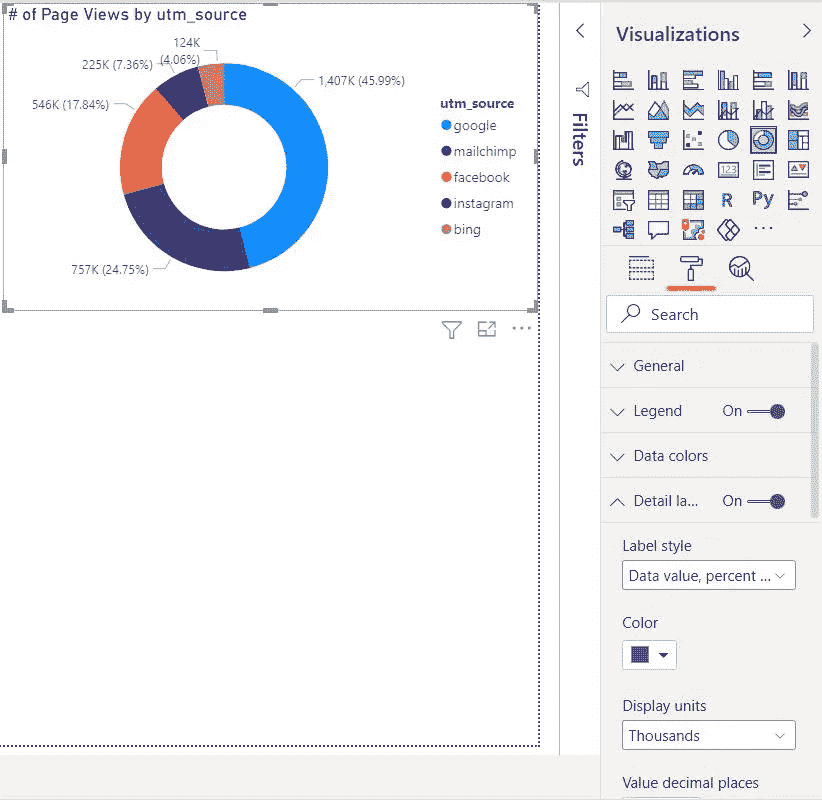 # of Page Views by utm_source
124K
(4.06%)
225K (7.36%)
1,407K (45.99%)
546K (17.84%)
757K (24.75%)
utm_source
google
mailchimp
facebook
instagram
bing
Filters
Visualizations
123
R
Py
...
Search
General
Legend On
Data colors
Detail la... On
Label style
Data value, percent ...
Color
Display units
Thousands
Value decimal places